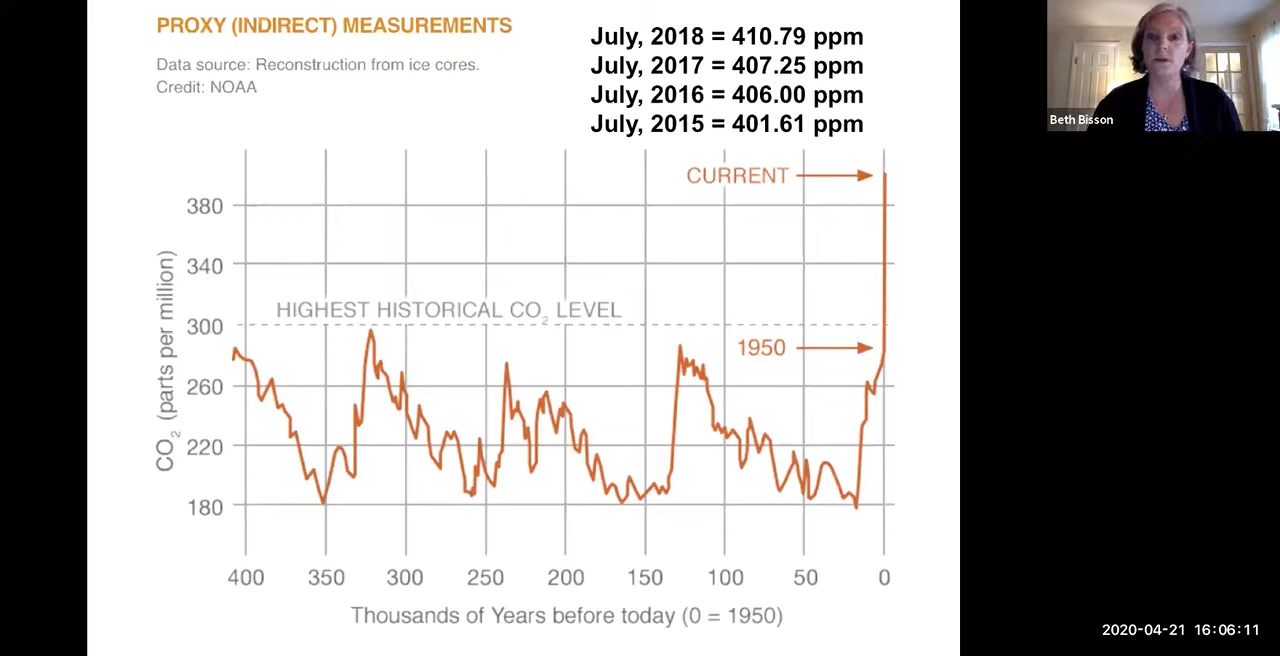 PROXY (INDIRECT) MEASUREMENTS
Data source: Reconstruction from ice cores.
Credit: NOAA
July, 2018 = 410.79 ppm
July, 2017 = 407.25 ppm
July, 2016 = 406.00 ppm
July, 2015 = 401.61 ppm
Beth Bisson
CURRENT
380
340
HIGHEST HISTORICAL CO₂ LEVEL
300
1950
260
220
180
CO₂ (parts per million)
400 350 300 250 200 150 100 50 0
Thousands of Years before today (0 = 1950)
2020-04-21 16:06:11